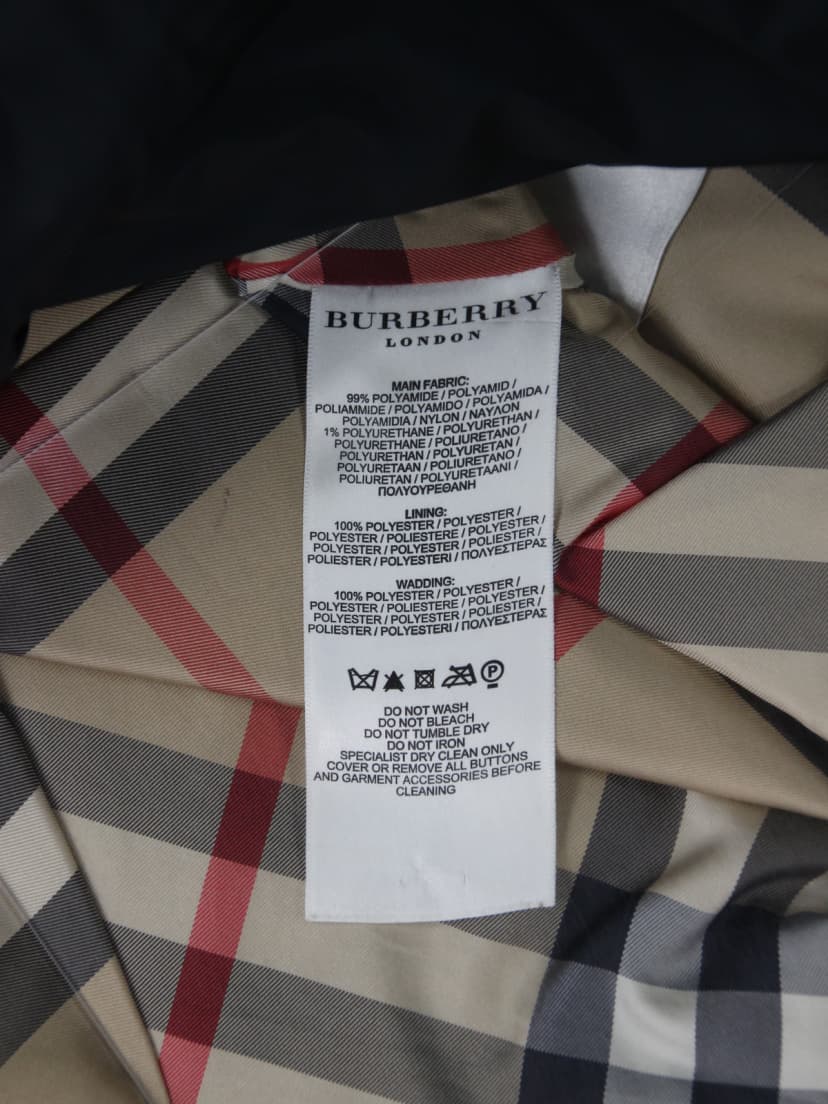 BURBERRY
LONDON
MAIN FABRIC:
99% POLYAMIDE / POLYAMID /
POLIAMMIDE / POLYAMIDO / POLYAMIDA /
POLYAMIDIA / NYLON / ΝΑΥΛΟΝ
1% POLYURETHANE / POLYURETHAN /
POLYURETHANE / POLIURETANO /
POLYURETHAN / POLYURETAN /
POLYURETAAN / POLIURETANO /
POLIURETAN / POLYURETAANI /
ΠΟΛΥΟΥΡΕΘΑΝΗ
LINING:
100% POLYESTER / POLYESTER /
POLYESTER / POLIESTERE / POLYESTER /
POLYESTER / POLYESTER / POLIESTER /
POLIESTER / POLYESTERI / ΠΟΛΥΕΣΤΕΡΑΣ
WADDING:
100% POLYESTER / POLYESTER /
POLYESTER / POLIESTERE / POLYESTER /
POLYESTER / POLYESTER / POLIESTER /
POLIESTER / POLYESTERI / ΠΟΛΥΕΣΤΕΡΑΣ
P
DO NOT WASH
DO NOT BLEACH
DO NOT TUMBLE DRY
DO NOT IRON
SPECIALIST DRY CLEAN ONLY
COVER OR REMOVE ALL BUTTONS
AND GARMENT ACCESSORIES BEFORE
CLEANING